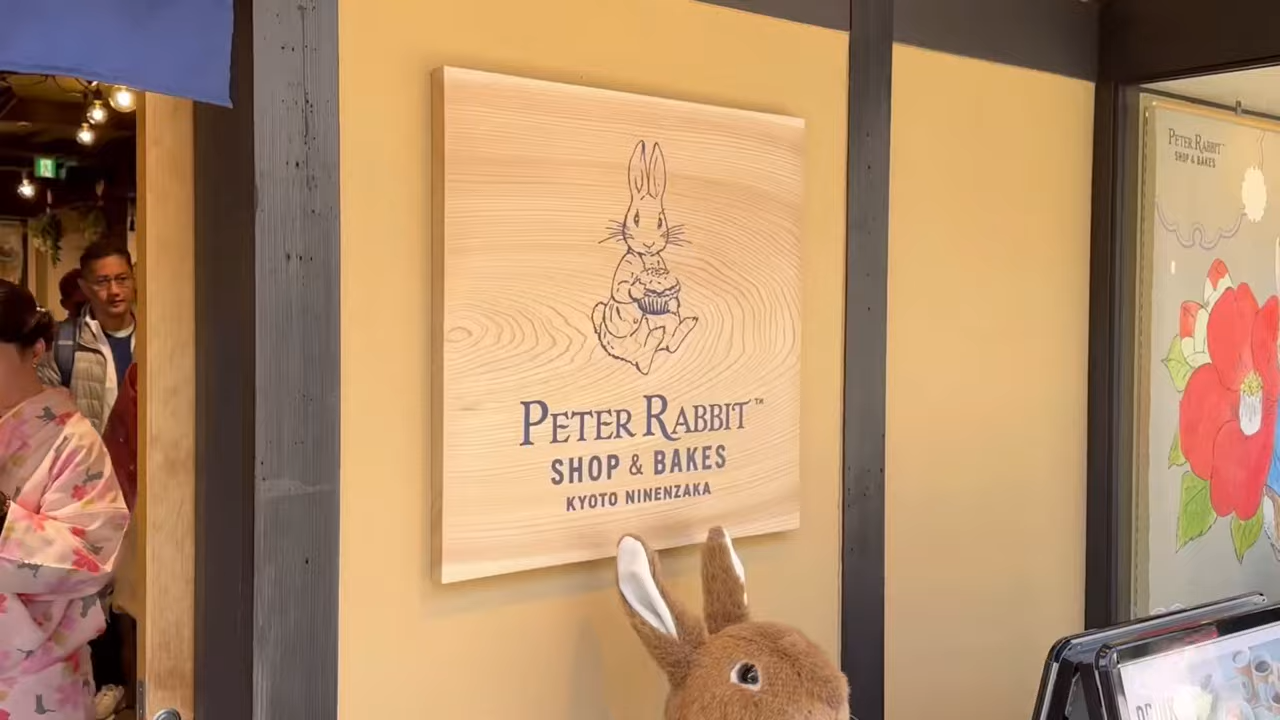 PETER RABBIT™
SHOP & BAKES
KYOTO NINENZAKA
PETER RABBIT
SHOP & BAKES